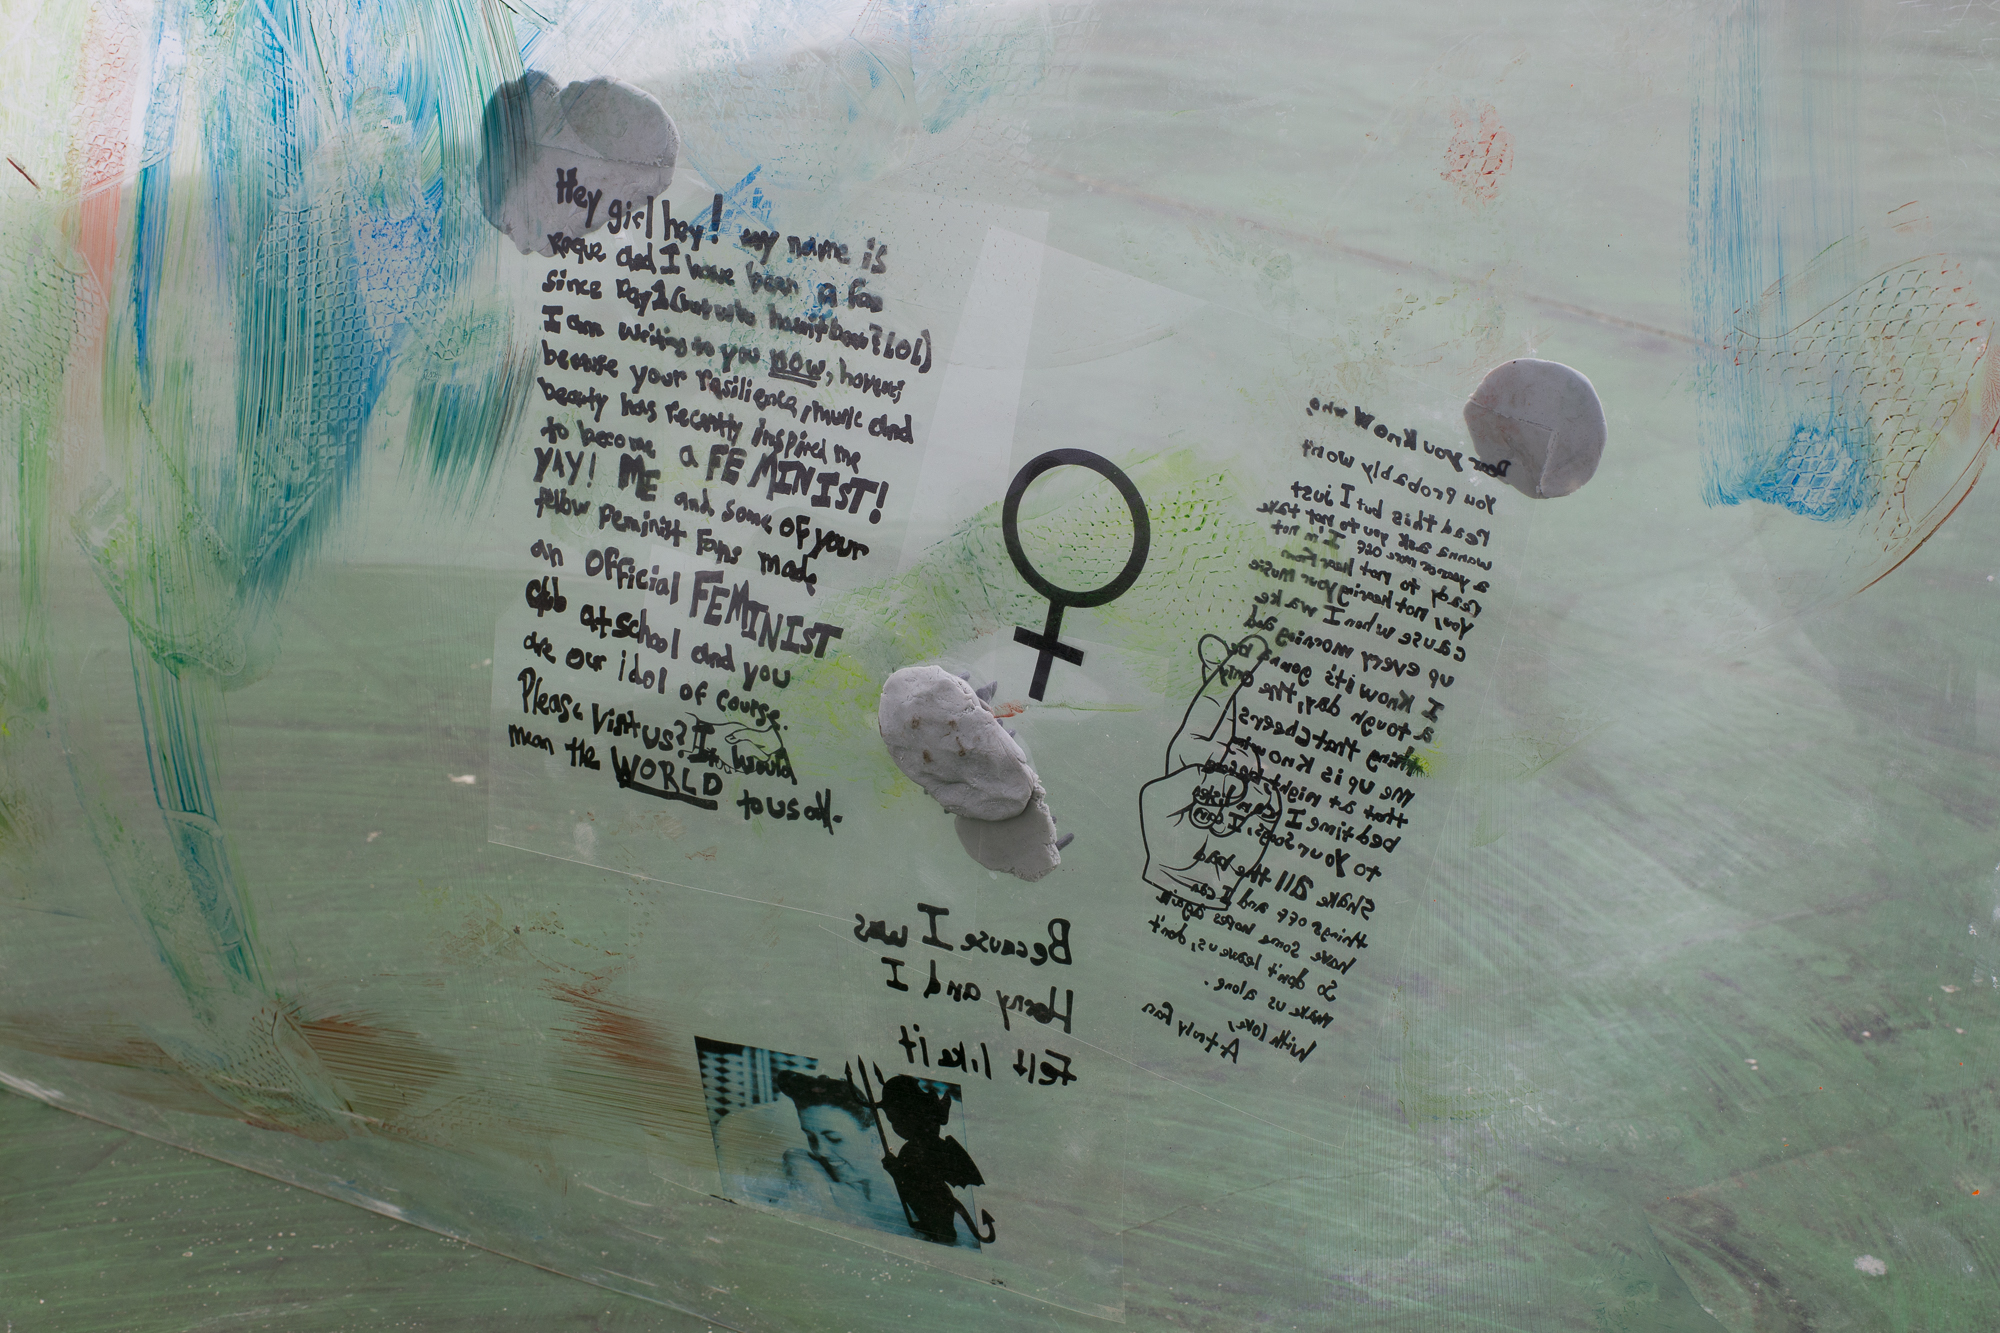 Hey girl hey! my name is
and I have been a fan
since Day 1 (but who hasn't been? LOL)
I am writing to you now,
because your resilience, music and
beauty has recently inspired me
to become a FEMINIST!
YAY! ME and some of your
fellow Feminist Fans made
an official FEMINIST
club at school and you
are our idol of course.
Please visit us? It would
mean the WORLD to us all.
Dear you know who,
You Probably won't
Read this but I just
wanna ask you to not take
a year or more off I'm not
ready to not hear from
You, not hearing your Music
cause when I wake
up every morning and
I Know it's gonna be
a tough day, the only
thing that cheers
me up is knowing
that at night before
bedtime I can listen
to your songs, I can
shake all the bad
things off and I can
have some hopes again
So don't leave us, don't
make us alone.
With love,
A truly Fan
Because I was
Horny and I
Felt like it